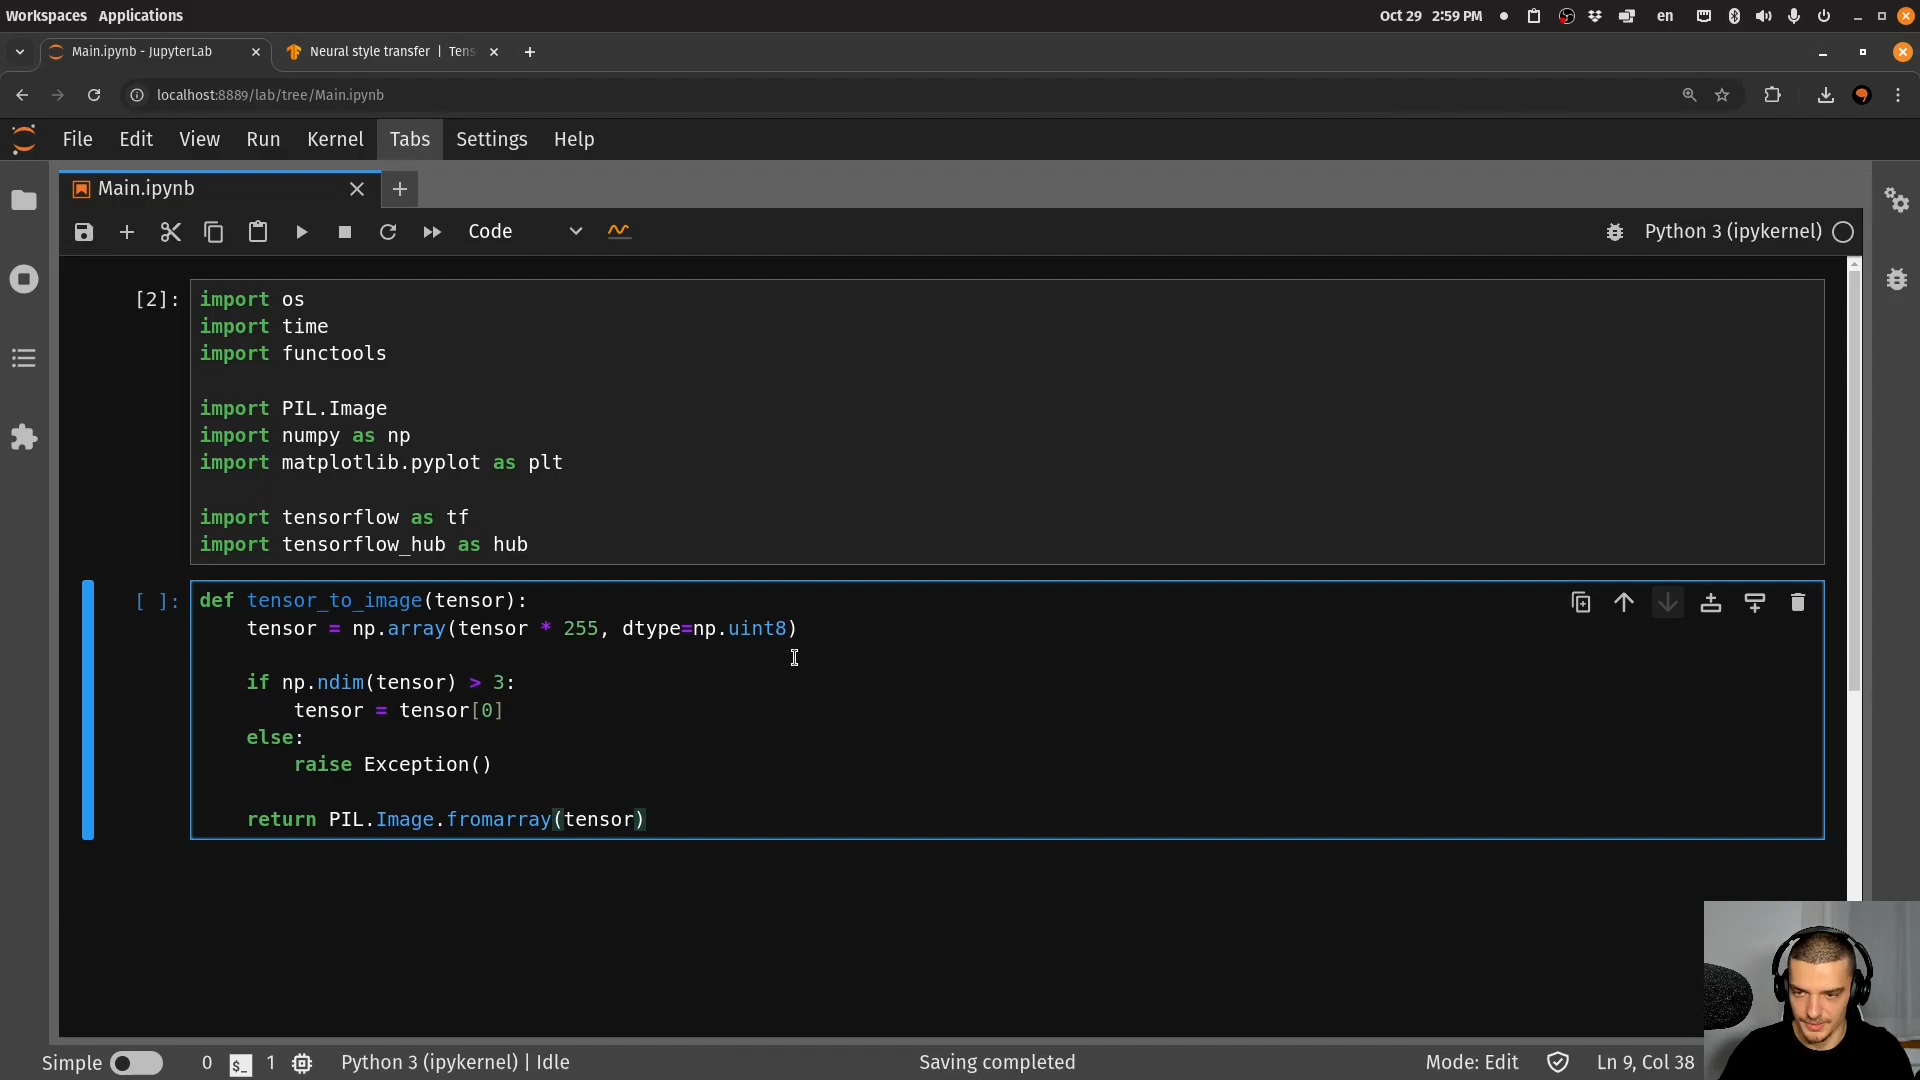 Workspaces Applications Oct 29 2:59 PM en
Main.ipynb - JupyterLab Neural style transfer | Tens
localhost:8889/lab/tree/Main.ipynb
File Edit View Run Kernel Tabs Settings Help
Main.ipynb
Code Python 3 (ipykernel)
[2]: import os
import time
import functools
import PIL.Image
import numpy as np
import matplotlib.pyplot as plt
import tensorflow as tf
import tensorflow_hub as hub
[ ]: def tensor_to_image(tensor):
tensor = np.array(tensor * 255, dtype=np.uint8)
if np.ndim(tensor) > 3:
tensor = tensor[0]
else:
raise Exception()
return PIL.Image.fromarray(tensor)
Simple 0 $_ 1 Python 3 (ipykernel) | Idle Saving completed Mode: Edit Ln 9, Col 38